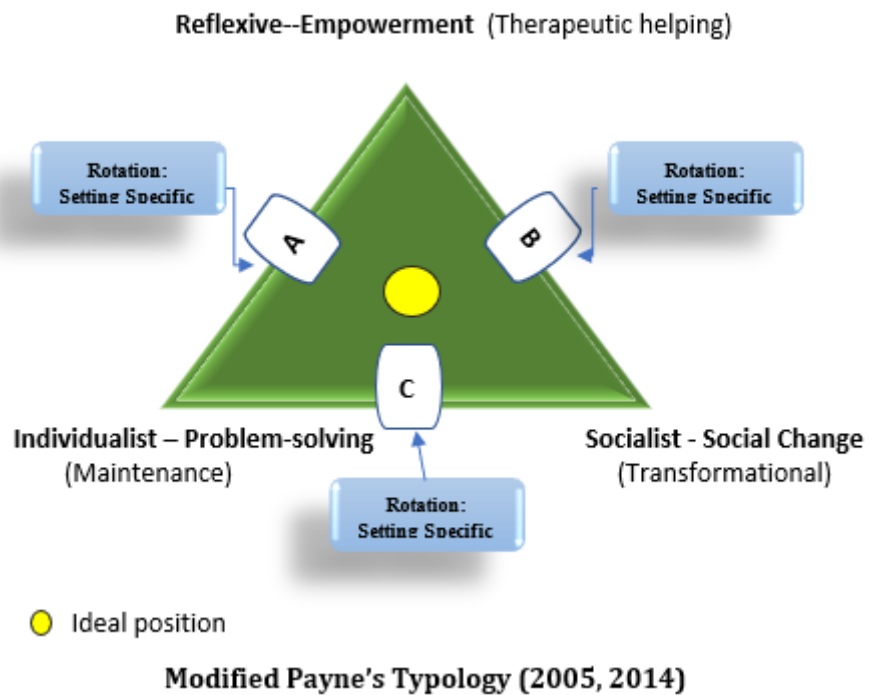 Reflexive--Empowerment (Therapeutic helping)
Rotation:
Setting Specific
Rotation:
Setting Specific
A
B
C
Individualist – Problem-solving
(Maintenance)
Socialist - Social Change
(Transformational)
Rotation:
Setting Specific
Ideal position
Modified Payne's Typology (2005, 2014)